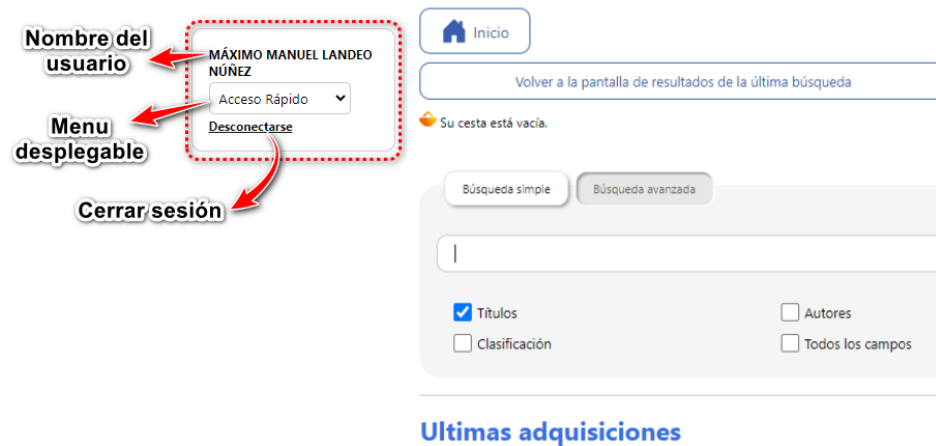 Nombre del
usuario
MÁXIMO MANUEL LANDEO
NÚÑEZ
Acceso Rápido
Desconectarse
Menu
desplegable
Cerrar sesión
Inicio
Volver a la pantalla de resultados de la última búsqueda
Su cesta está vacía.
Búsqueda simple
Búsqueda avanzada
Títulos
Autores
Clasificación
Todos los campos
Ultimas adquisiciones